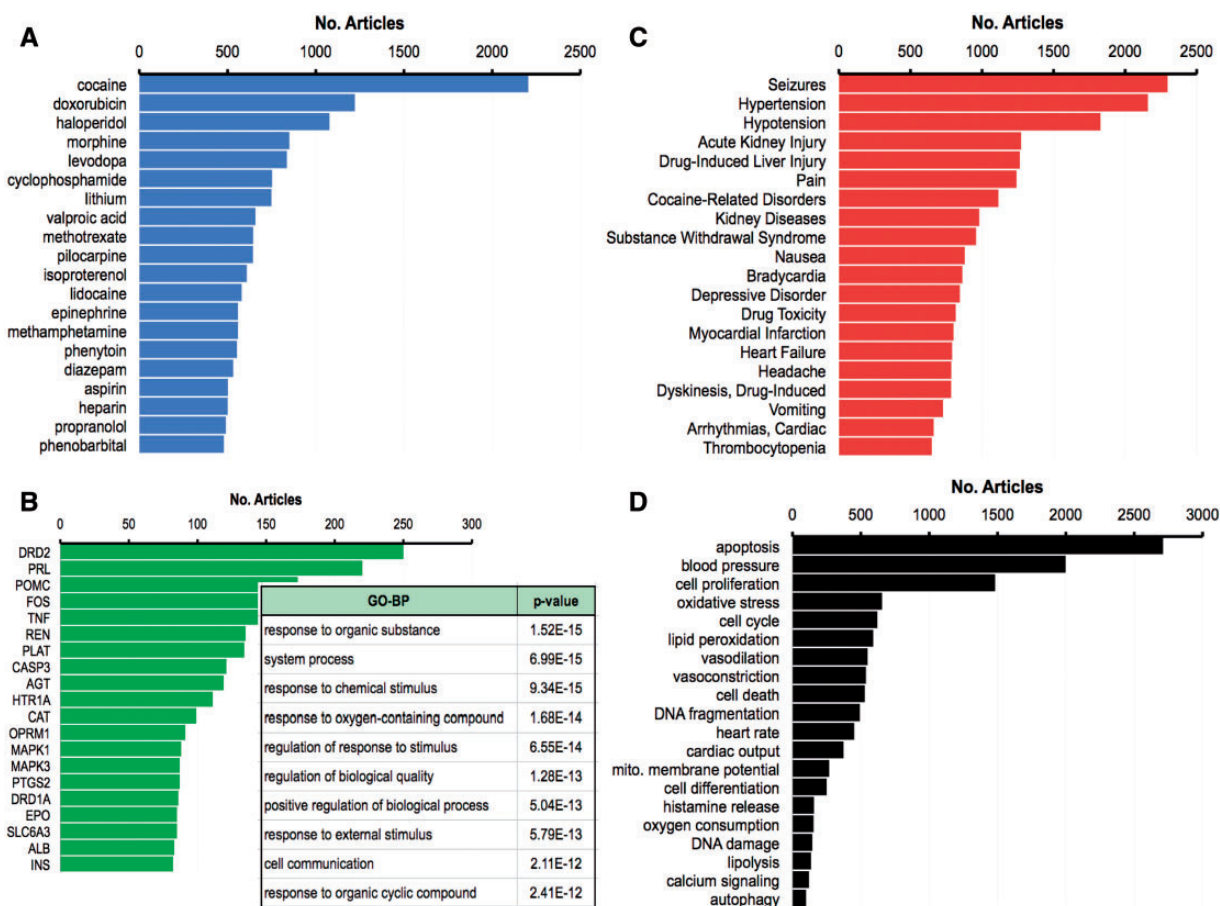 A
No. Articles
0 500 1000 1500 2000 2500
cocaine
doxorubicin
haloperidol
morphine
levodopa
cyclophosphamide
lithium
valproic acid
methotrexate
pilocarpine
isoproterenol
lidocaine
epinephrine
methamphetamine
phenytoin
diazepam
aspirin
heparin
propranolol
phenobarbital
C
No. Articles
0 500 1000 1500 2000 2500
Seizures
Hypertension
Hypotension
Acute Kidney Injury
Drug-Induced Liver Injury
Pain
Cocaine-Related Disorders
Kidney Diseases
Substance Withdrawal Syndrome
Nausea
Bradycardia
Depressive Disorder
Drug Toxicity
Myocardial Infarction
Heart Failure
Headache
Dyskinesis, Drug-Induced
Vomiting
Arrhythmias, Cardiac
Thrombocytopenia
B
No. Articles
0 50 100 150 200 250 300
DRD2
PRL
POMC
FOS
TNF
REN
PLAT
CASP3
AGT
HTR1A
CAT
OPRM1
MAPK1
MAPK3
PTGS2
DRD1A
EPO
SLC6A3
ALB
INS
GO-BP p-value
response to organic substance 1.52E-15
system process 6.99E-15
response to chemical stimulus 9.34E-15
response to oxygen-containing compound 1.68E-14
regulation of response to stimulus 6.55E-14
regulation of biological quality 1.28E-13
positive regulation of biological process 5.04E-13
response to external stimulus 5.79E-13
cell communication 2.11E-12
response to organic cyclic compound 2.41E-12
D
No. Articles
0 500 1000 1500 2000 2500 3000
apoptosis
blood pressure
cell proliferation
oxidative stress
cell cycle
lipid peroxidation
vasodilation
vasoconstriction
cell death
DNA fragmentation
heart rate
cardiac output
mito. membrane potential
cell differentiation
histamine release
oxygen consumption
DNA damage
lipolysis
calcium signaling
autophagy